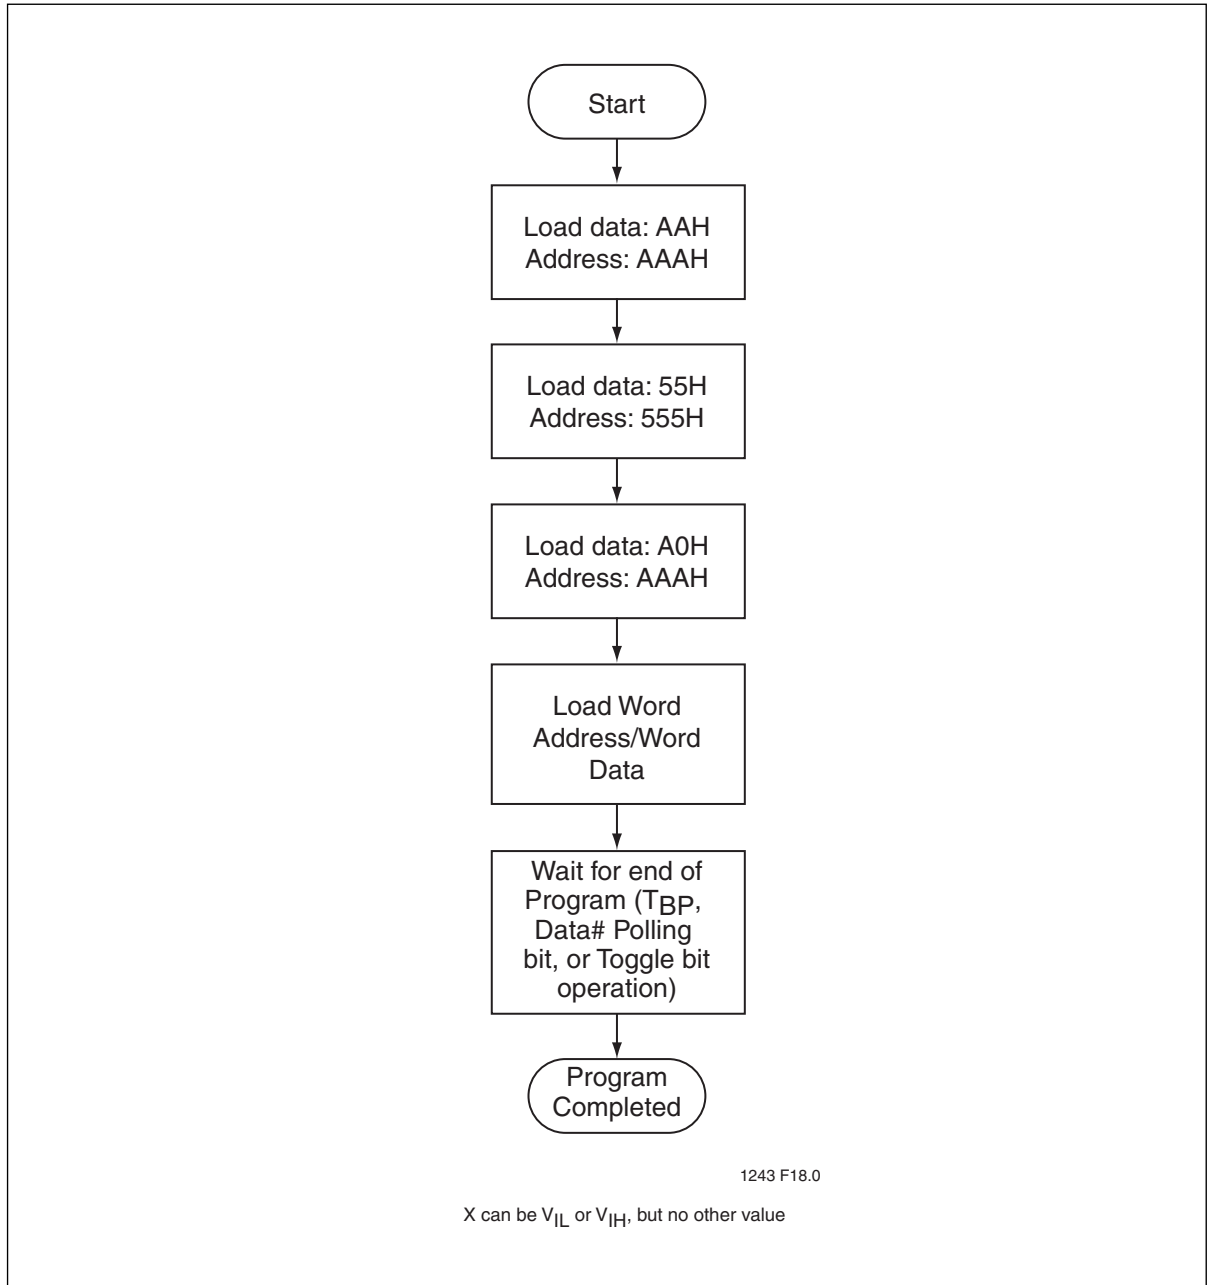 Start
Load data: AAH
Address: AAAH
Load data: 55H
Address: 555H
Load data: A0H
Address: AAAH
Load Word
Address/Word
Data
Wait for end of
Program (TBP,
Data# Polling
bit, or Toggle bit
operation)
Program
Completed
1243 F18.0
X can be VIL or VIH, but no other value